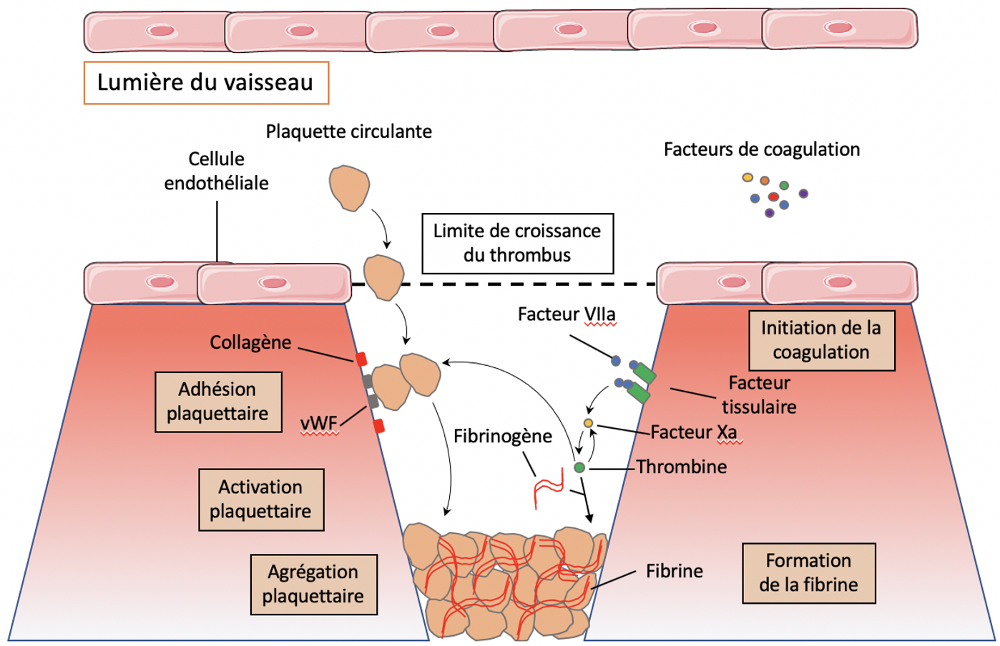 Lumière du vaisseau
Plaquette circulante
Cellule
endothéliale
Facteurs de coagulation
Limite de croissance
du thrombus
Facteur VIIa
Initiation de la
coagulation
Collagène
Adhésion
plaquettaire
Facteur
tissulaire
vWF
Fibrinogène
Facteur Xa
Thrombine
Activation
plaquettaire
Agrégation
plaquettaire
Fibrine
Formation
de la fibrine